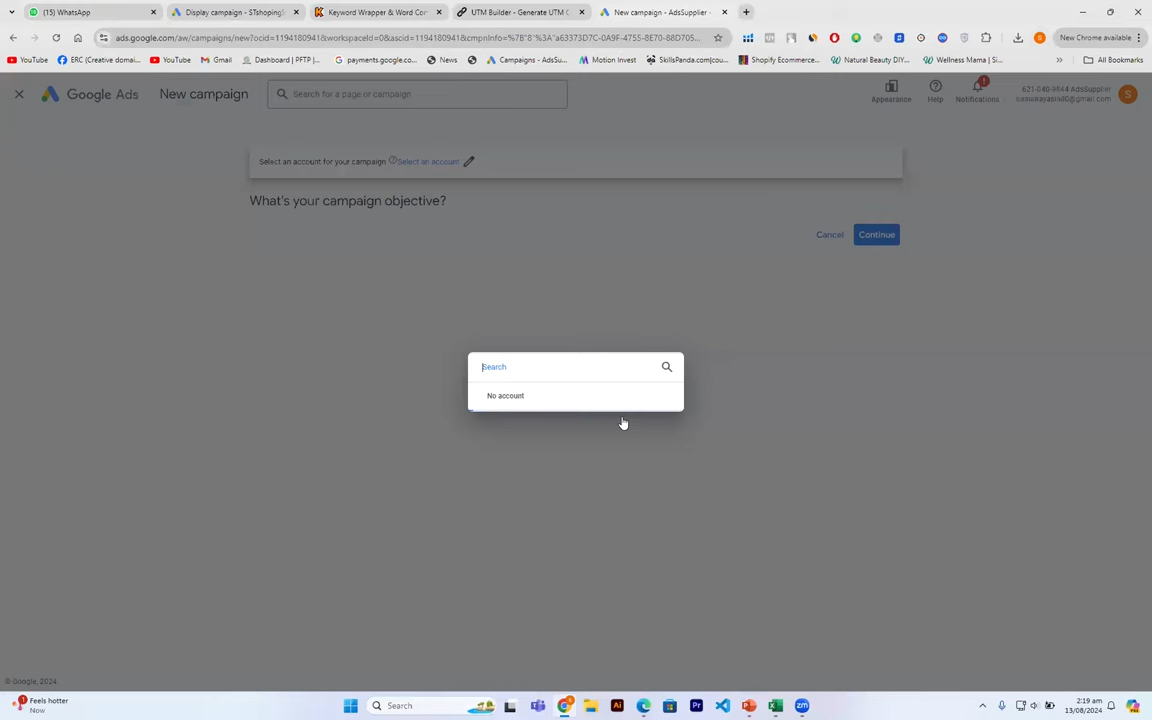 (15) WhatsApp
Display campaign - STshoping
Keyword Wrapper & Word Con
UTM Builder - Generate UTM C
New campaign - AdsSupplier -
ads.google.com/aw/campaigns/new?ocid=1194180941&workspaceId=0&ascid=1194180941&cmpnInfo=%7B"8"%3A"a63373D7C-0A9F-4755-8E70-88D705...
New Chrome available
YouTube
ERC (Creative domai...
YouTube
Gmail
Dashboard | PFTP |...
payments.google.co...
News
Campaigns - AdsSu...
Motion Invest
SkillsPanda.com|cou...
Shopify Ecommerce...
Natural Beauty DIY...
Wellness Mama | Si...
All Bookmarks
Google Ads
New campaign
Search for a page or campaign
Appearance
Help
Notifications
AdsSupplier
S
Select an account for your campaign
Select an account
What's your campaign objective?
Cancel
Continue
Search
No account
© Google, 2024.
Feels hotter
Now
Search
2:19 am
13/08/2024